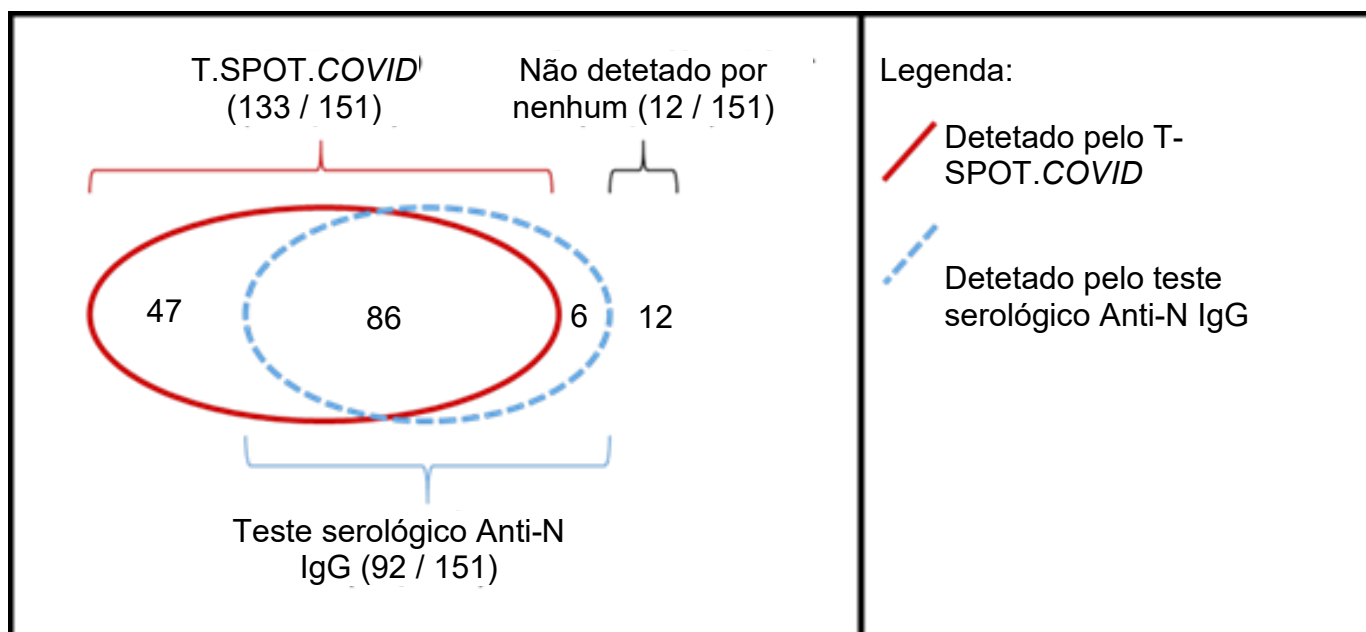 T.SPOT.COVID
(133 / 151)
Não detetado por
nenhum (12 / 151)
47
86
6
12
Teste serológico Anti-N
IgG (92 / 151)
Legenda:
Detetado pelo T-
SPOT.COVID
Detetado pelo teste
serológico Anti-N IgG